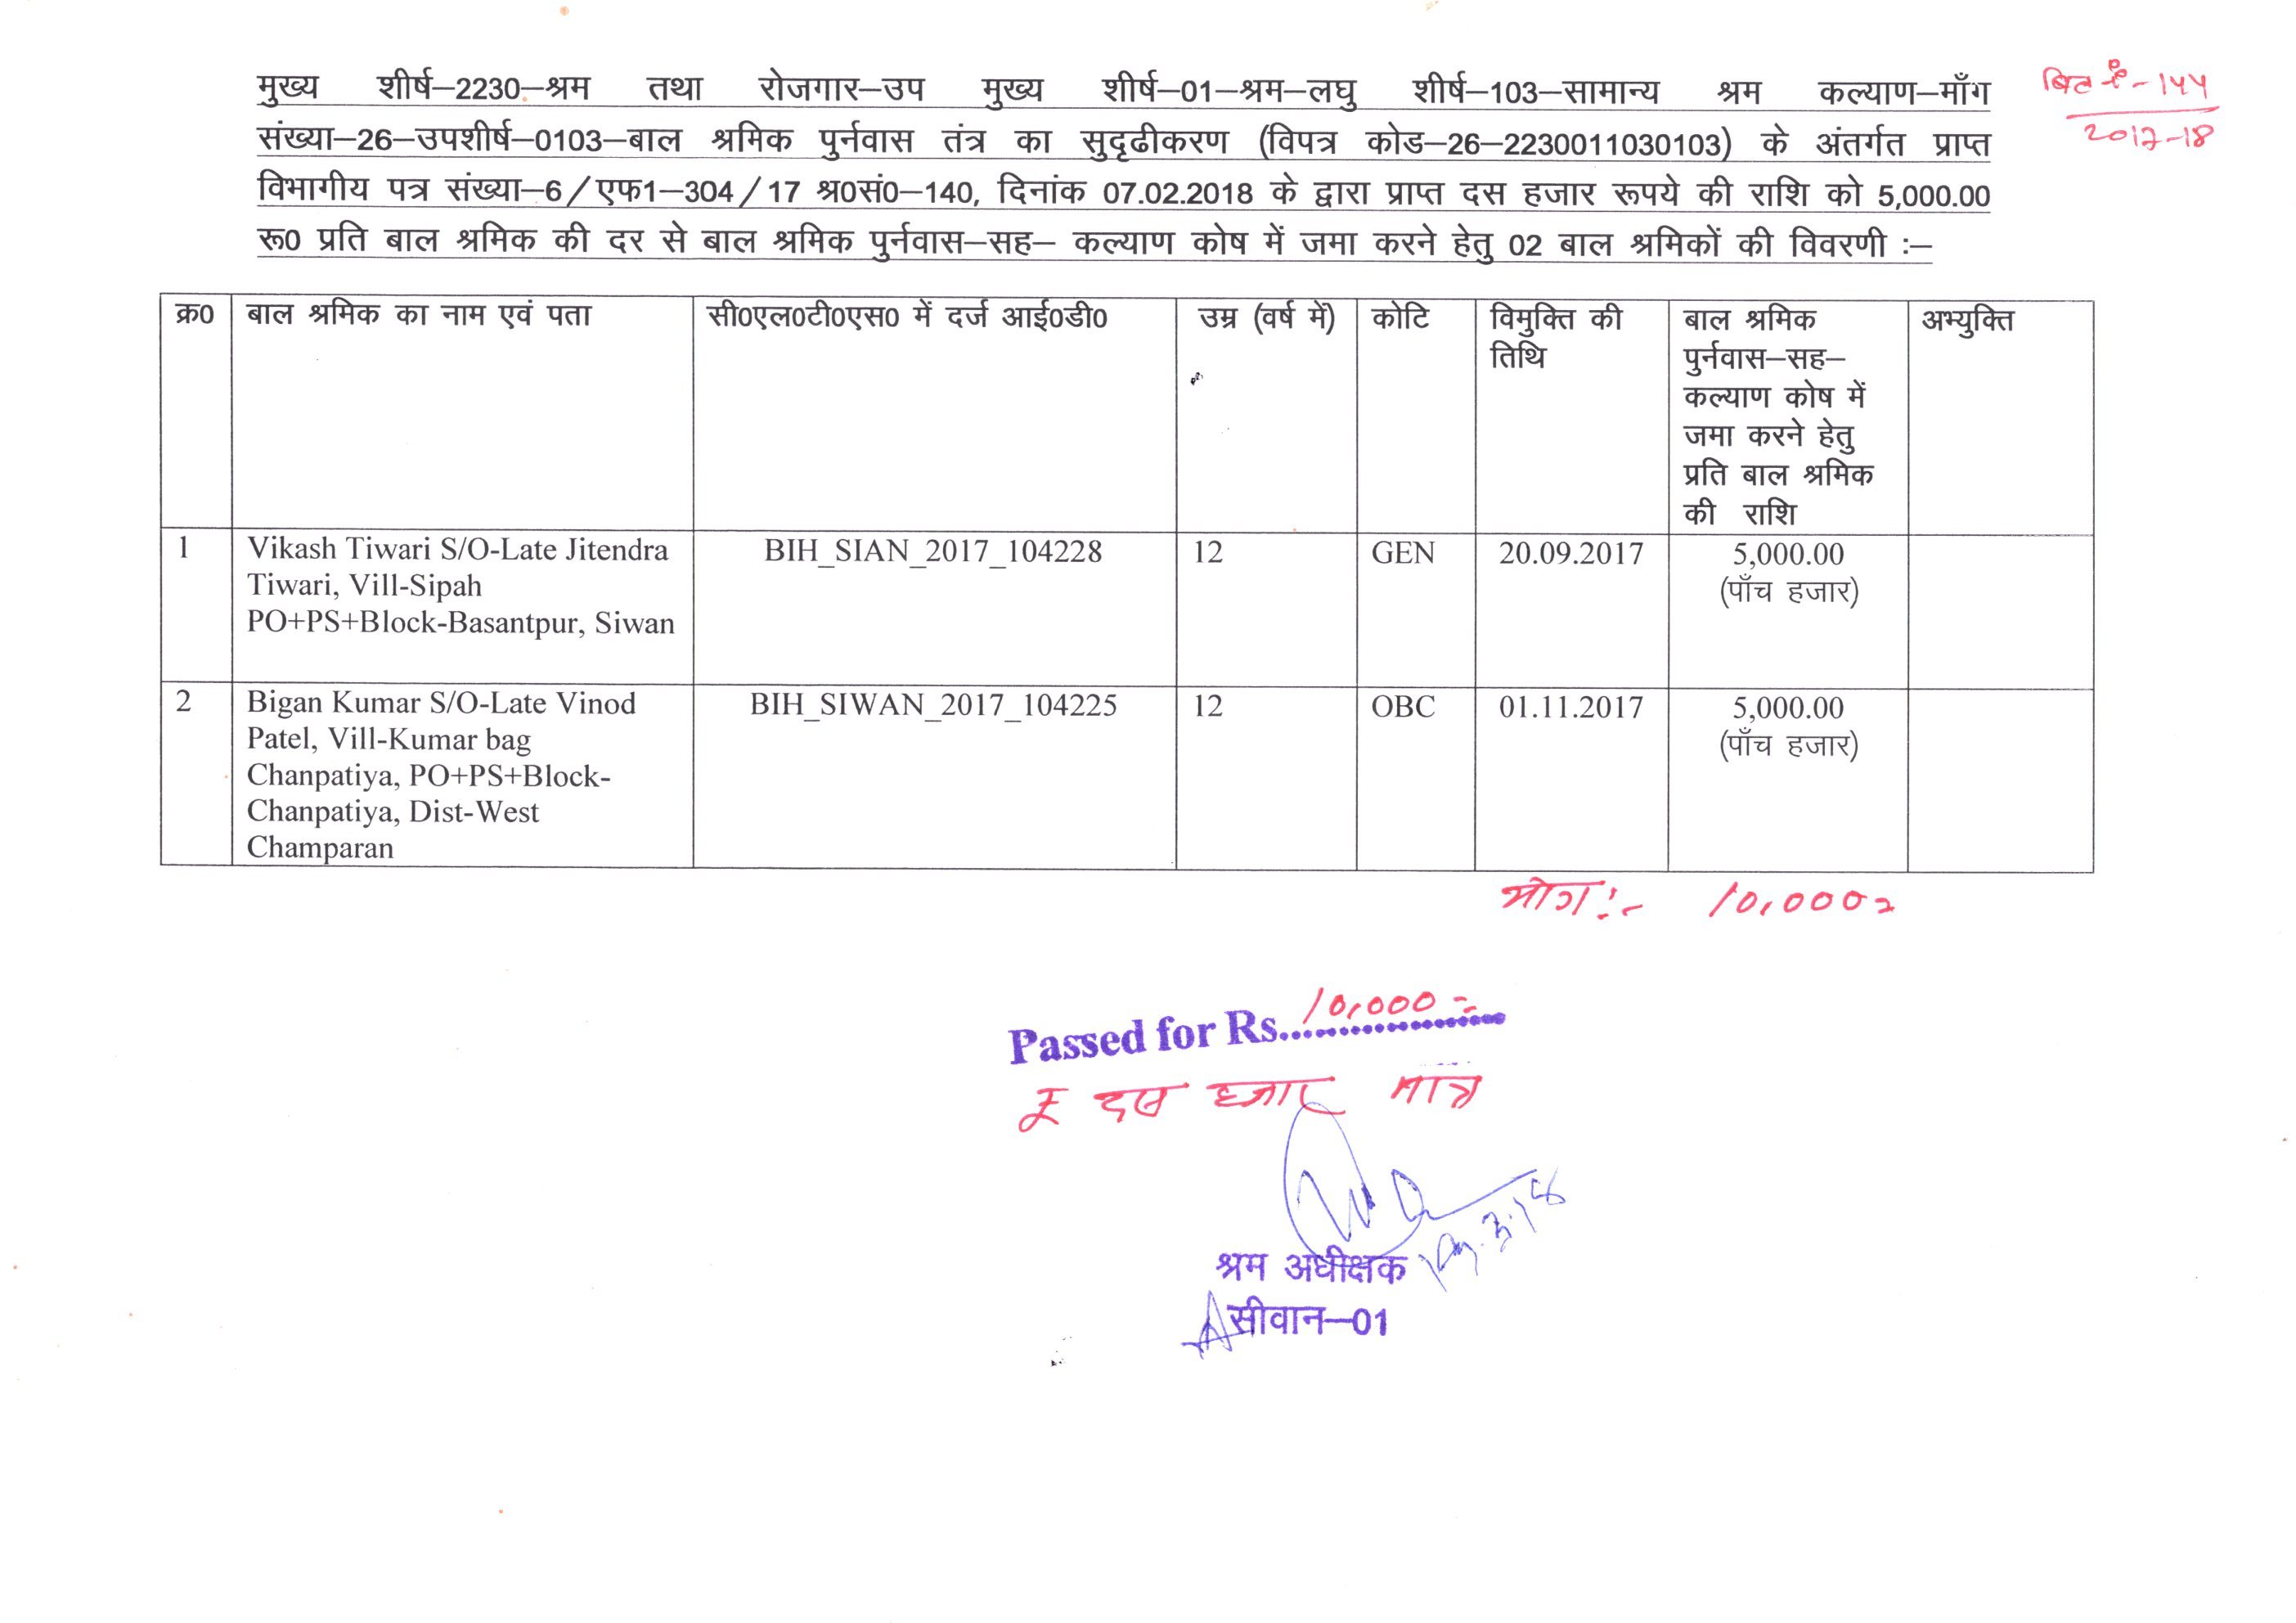 बिल सं०-144
2017-18
मुख्य शीर्ष–2230–श्रम तथा रोजगार–उप मुख्य शीर्ष–01–श्रम–लघु शीर्ष–103–सामान्य श्रम कल्याण–माँग
संख्या–26–उपशीर्ष–0103–बाल श्रमिक पुर्नवास तंत्र का सुदृढीकरण (विपत्र कोड–26–2230011030103) के अंतर्गत प्राप्त
विभागीय पत्र संख्या–6/एफ1–304/17 श्र0सं0–140, दिनांक 07.02.2018 के द्वारा प्राप्त दस हजार रूपये की राशि को 5,000.00
रू0 प्रति बाल श्रमिक की दर से बाल श्रमिक पुर्नवास–सह– कल्याण कोष में जमा करने हेतु 02 बाल श्रमिकों की विवरणी :–
क्र0 बाल श्रमिक का नाम एवं पता सी0एल0टी0एस0 में दर्ज आई0डी0 उम्र (वर्ष में) कोटि विमुक्ति की बाल श्रमिक अभ्युक्ति
तिथि पुर्नवास–सह–
कल्याण कोष में
जमा करने हेतु
प्रति बाल श्रमिक
की राशि
1 Vikash Tiwari S/O-Late Jitendra BIH_SIAN_2017_104228 12 GEN 20.09.2017 5,000.00
Tiwari, Vill-Sipah (पाँच हजार)
PO+PS+Block-Basantpur, Siwan
2 Bigan Kumar S/O-Late Vinod BIH_SIWAN_2017_104225 12 OBC 01.11.2017 5,000.00
Patel, Vill-Kumar bag (पाँच हजार)
Chanpatiya, PO+PS+Block-
Chanpatiya, Dist-West
Champaran
योग:- 10,000=
Passed for Rs. 10,000=
रू दस हजार मात्र
श्रम अधीक्षक
सीवान–01